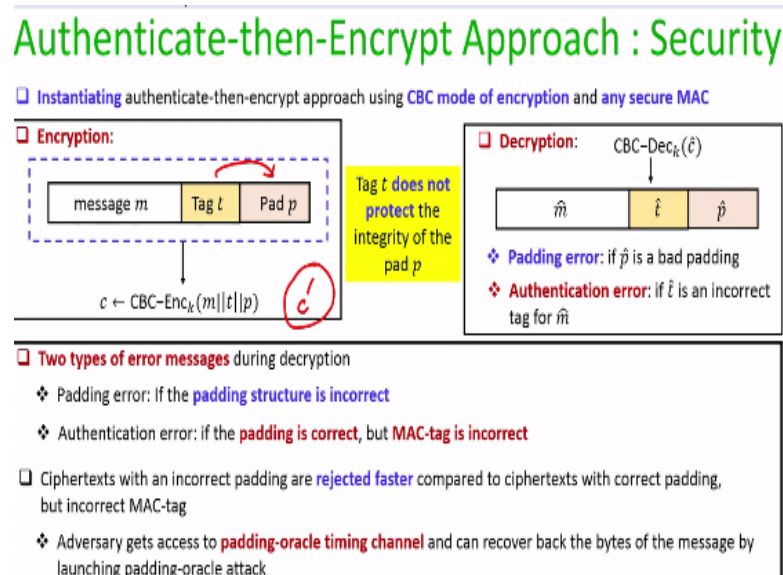 Authenticate-then-Encrypt Approach : Security
Instantiating authenticate-then-encrypt approach using CBC mode of encryption and any secure MAC
Encryption:
message m Tag t Pad p
c ← CBC–Enc_k(m||t||p)
c'
Tag t does not
protect the
integrity of the
pad p
Decryption: CBC–Dec_k(ĉ)
m̂ t̂ p̂
Padding error: if p̂ is a bad padding
Authentication error: if t̂ is an incorrect
tag for m̂
Two types of error messages during decryption
Padding error: If the padding structure is incorrect
Authentication error: if the padding is correct, but MAC-tag is incorrect
Ciphertexts with an incorrect padding are rejected faster compared to ciphertexts with correct padding,
but incorrect MAC-tag
Adversary gets access to padding-oracle timing channel and can recover back the bytes of the message by
launching padding-oracle attack